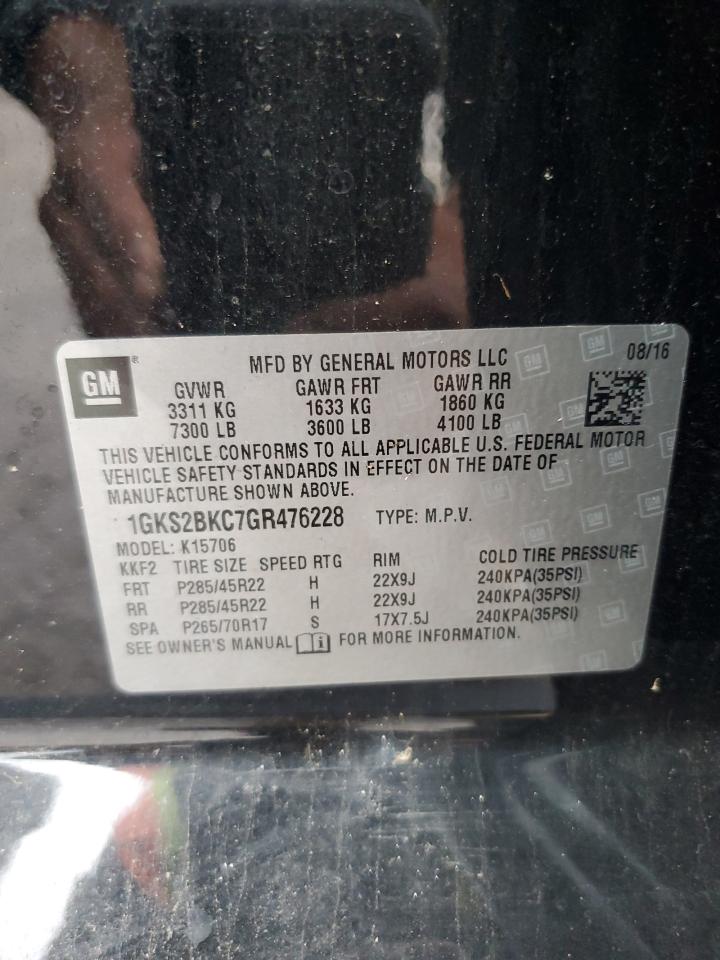 GM ®
MFD BY GENERAL MOTORS LLC 08/16
GVWR GAWR FRT GAWR RR
3311 KG 1633 KG 1860 KG
7300 LB 3600 LB 4100 LB
THIS VEHICLE CONFORMS TO ALL APPLICABLE U.S. FEDERAL MOTOR
VEHICLE SAFETY STANDARDS IN EFFECT ON THE DATE OF
MANUFACTURE SHOWN ABOVE.
1GKS2BKC7GR476228 TYPE: M.P.V.
MODEL: K15706
KKF2 TIRE SIZE SPEED RTG RIM COLD TIRE PRESSURE
FRT P285/45R22 H 22X9J 240KPA(35PSI)
RR P285/45R22 H 22X9J 240KPA(35PSI)
SPA P265/70R17 S 17X7.5J 240KPA(35PSI)
SEE OWNER'S MANUAL i FOR MORE INFORMATION.